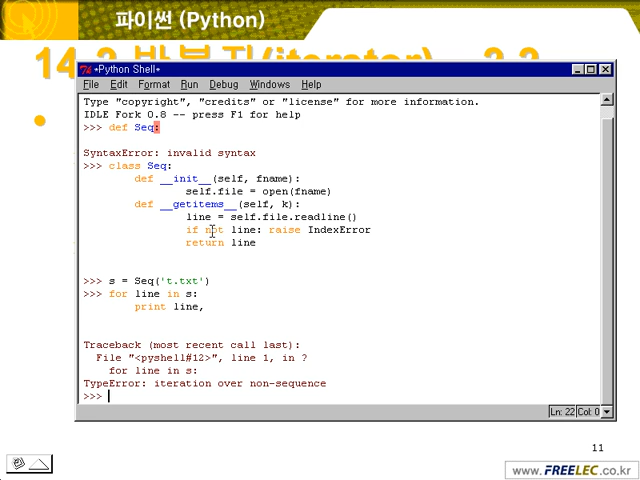 파이썬 (Python)
*Python Shell*
File Edit Format Run Debug Windows Help
Type "copyright", "credits" or "license" for more information.
IDLE Fork 0.8 -- press F1 for help
>>> def Seq:
SyntaxError: invalid syntax
>>> class Seq:
def __init__(self, fname):
self.file = open(fname)
def __getitems__(self, k):
line = self.file.readline()
if not line: raise IndexError
return line
>>> s = Seq('t.txt')
>>> for line in s:
print line,
Traceback (most recent call last):
File "<pyshell#12>", line 1, in ?
for line in s:
TypeError: iteration over non-sequence
>>>
Ln: 22 Col: 0
11
www.FREELEC.co.kr